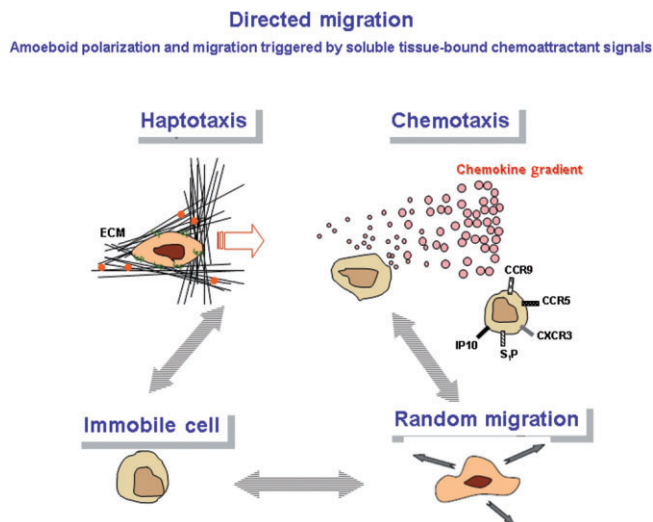 Directed migration
Amoeboid polarization and migration triggered by soluble tissue-bound chemoattractant signals
Haptotaxis
Chemotaxis
Chemokine gradient
ECM
CCR9
CCR5
CXCR3
IP10
S₁P
Immobile cell
Random migration